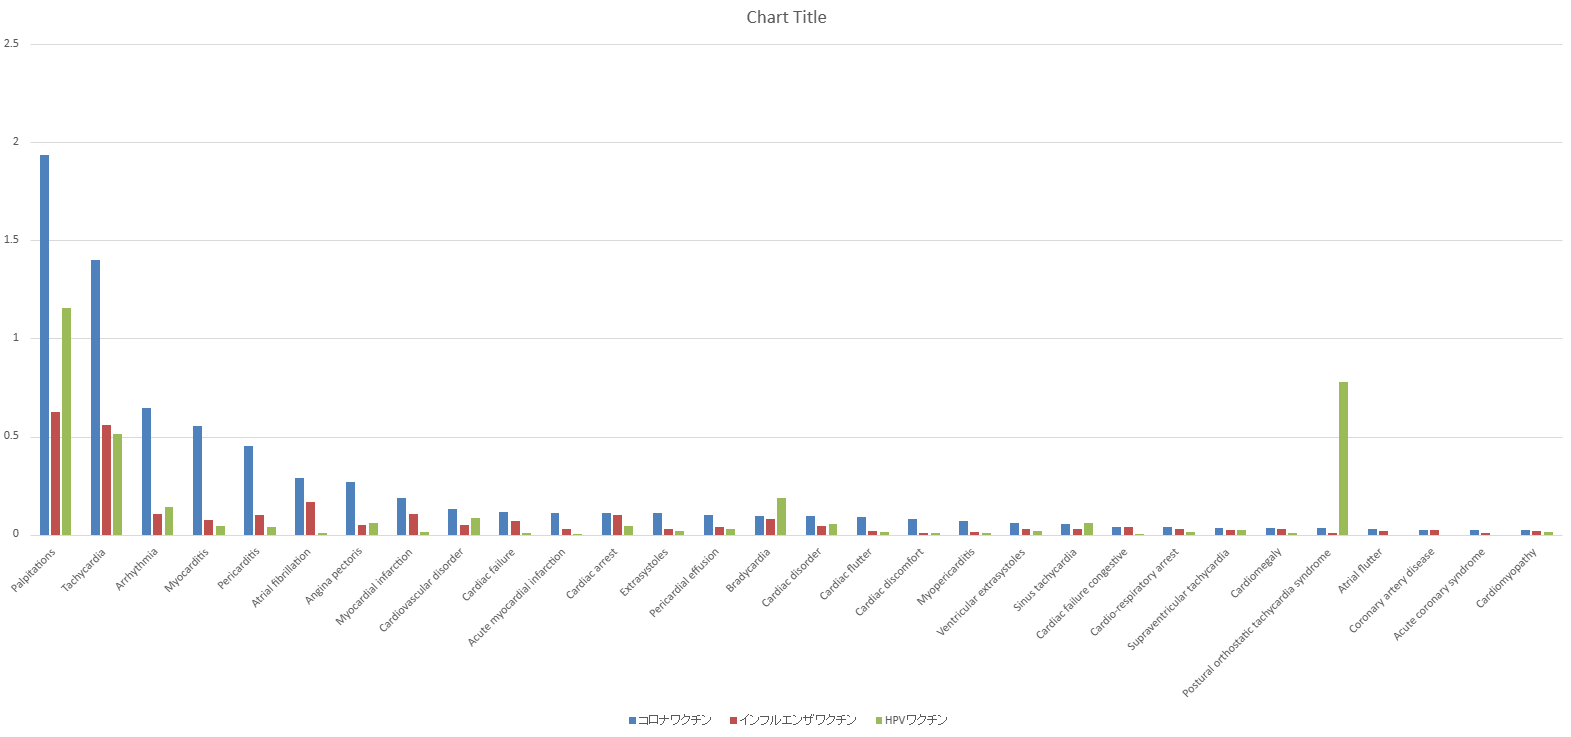 Chart Title
2.5
2
1.5
1
0.5
0
Palpitations
Tachycardia
Arrhythmia
Myocarditis
Pericarditis
Atrial fibrillation
Angina pectoris
Myocardial infarction
Cardiovascular disorder
Cardiac failure
Acute myocardial infarction
Cardiac arrest
Extrasystoles
Pericardial effusion
Bradycardia
Cardiac disorder
Cardiac flutter
Cardiac discomfort
Myopericarditis
Ventricular extrasystoles
Sinus tachycardia
Cardiac failure congestive
Cardio-respiratory arrest
Supraventricular tachycardia
Cardiomegaly
Postural orthostatic tachycardia syndrome
Atrial flutter
Coronary artery disease
Acute coronary syndrome
Cardiomyopathy
コロナワクチン インフルエンザワクチン HPVワクチン